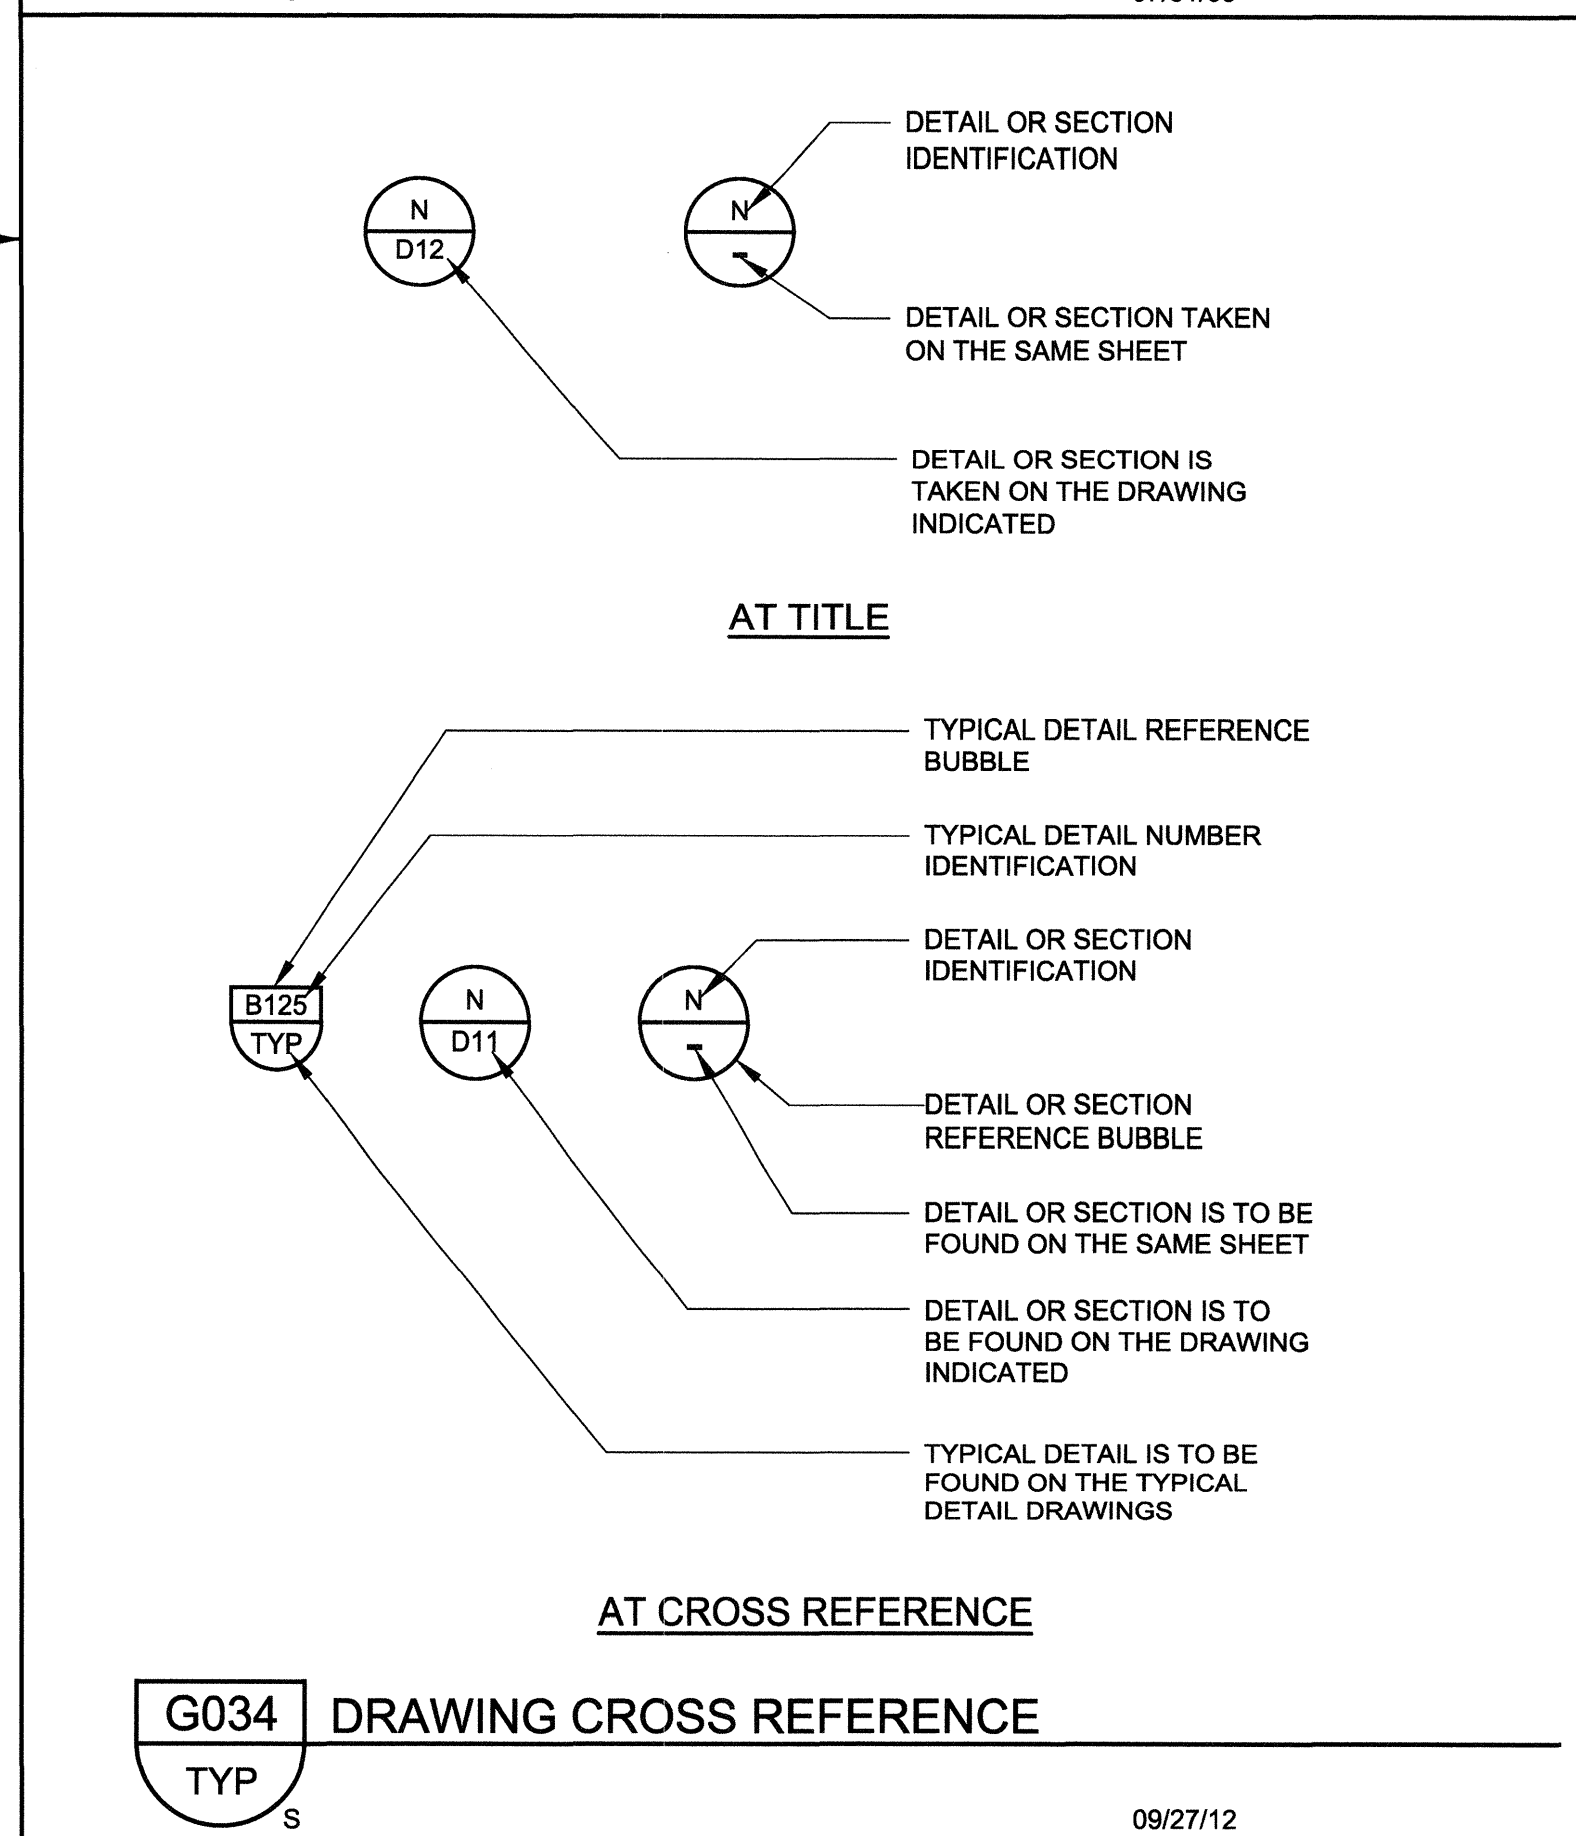 DETAIL OR SECTION
IDENTIFICATION
N
D12
N
-
DETAIL OR SECTION TAKEN
ON THE SAME SHEET
DETAIL OR SECTION IS
TAKEN ON THE DRAWING
INDICATED
AT TITLE
TYPICAL DETAIL REFERENCE
BUBBLE
TYPICAL DETAIL NUMBER
IDENTIFICATION
DETAIL OR SECTION
IDENTIFICATION
B125
TYP
N
D11
N
-
DETAIL OR SECTION
REFERENCE BUBBLE
DETAIL OR SECTION IS TO BE
FOUND ON THE SAME SHEET
DETAIL OR SECTION IS TO
BE FOUND ON THE DRAWING
INDICATED
TYPICAL DETAIL IS TO BE
FOUND ON THE TYPICAL
DETAIL DRAWINGS
AT CROSS REFERENCE
G034 DRAWING CROSS REFERENCE
TYP
S
09/27/12